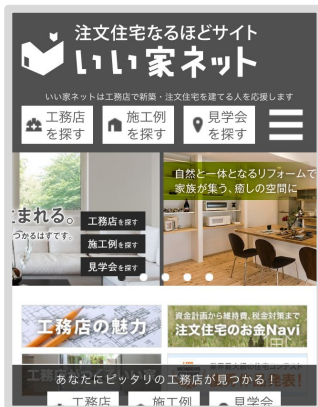 注文住宅なるほどサイト
いい家ネット
いい家ネットは工務店で新築・注文住宅を建てる人を応援します
工務店
を探す
施工例
を探す
見学会
を探す
まれる。
つかるはずです。
工務店を探す
施工例を探す
見学会を探す
自然と一体となるリフォームで
家族が集う、癒しの空間に
工務店の魅力
資金計画から維持費、税金対策まで
注文住宅のお金Navi
あなたにピッタリの工務店が見つかる!
工務店
施工例
見学会